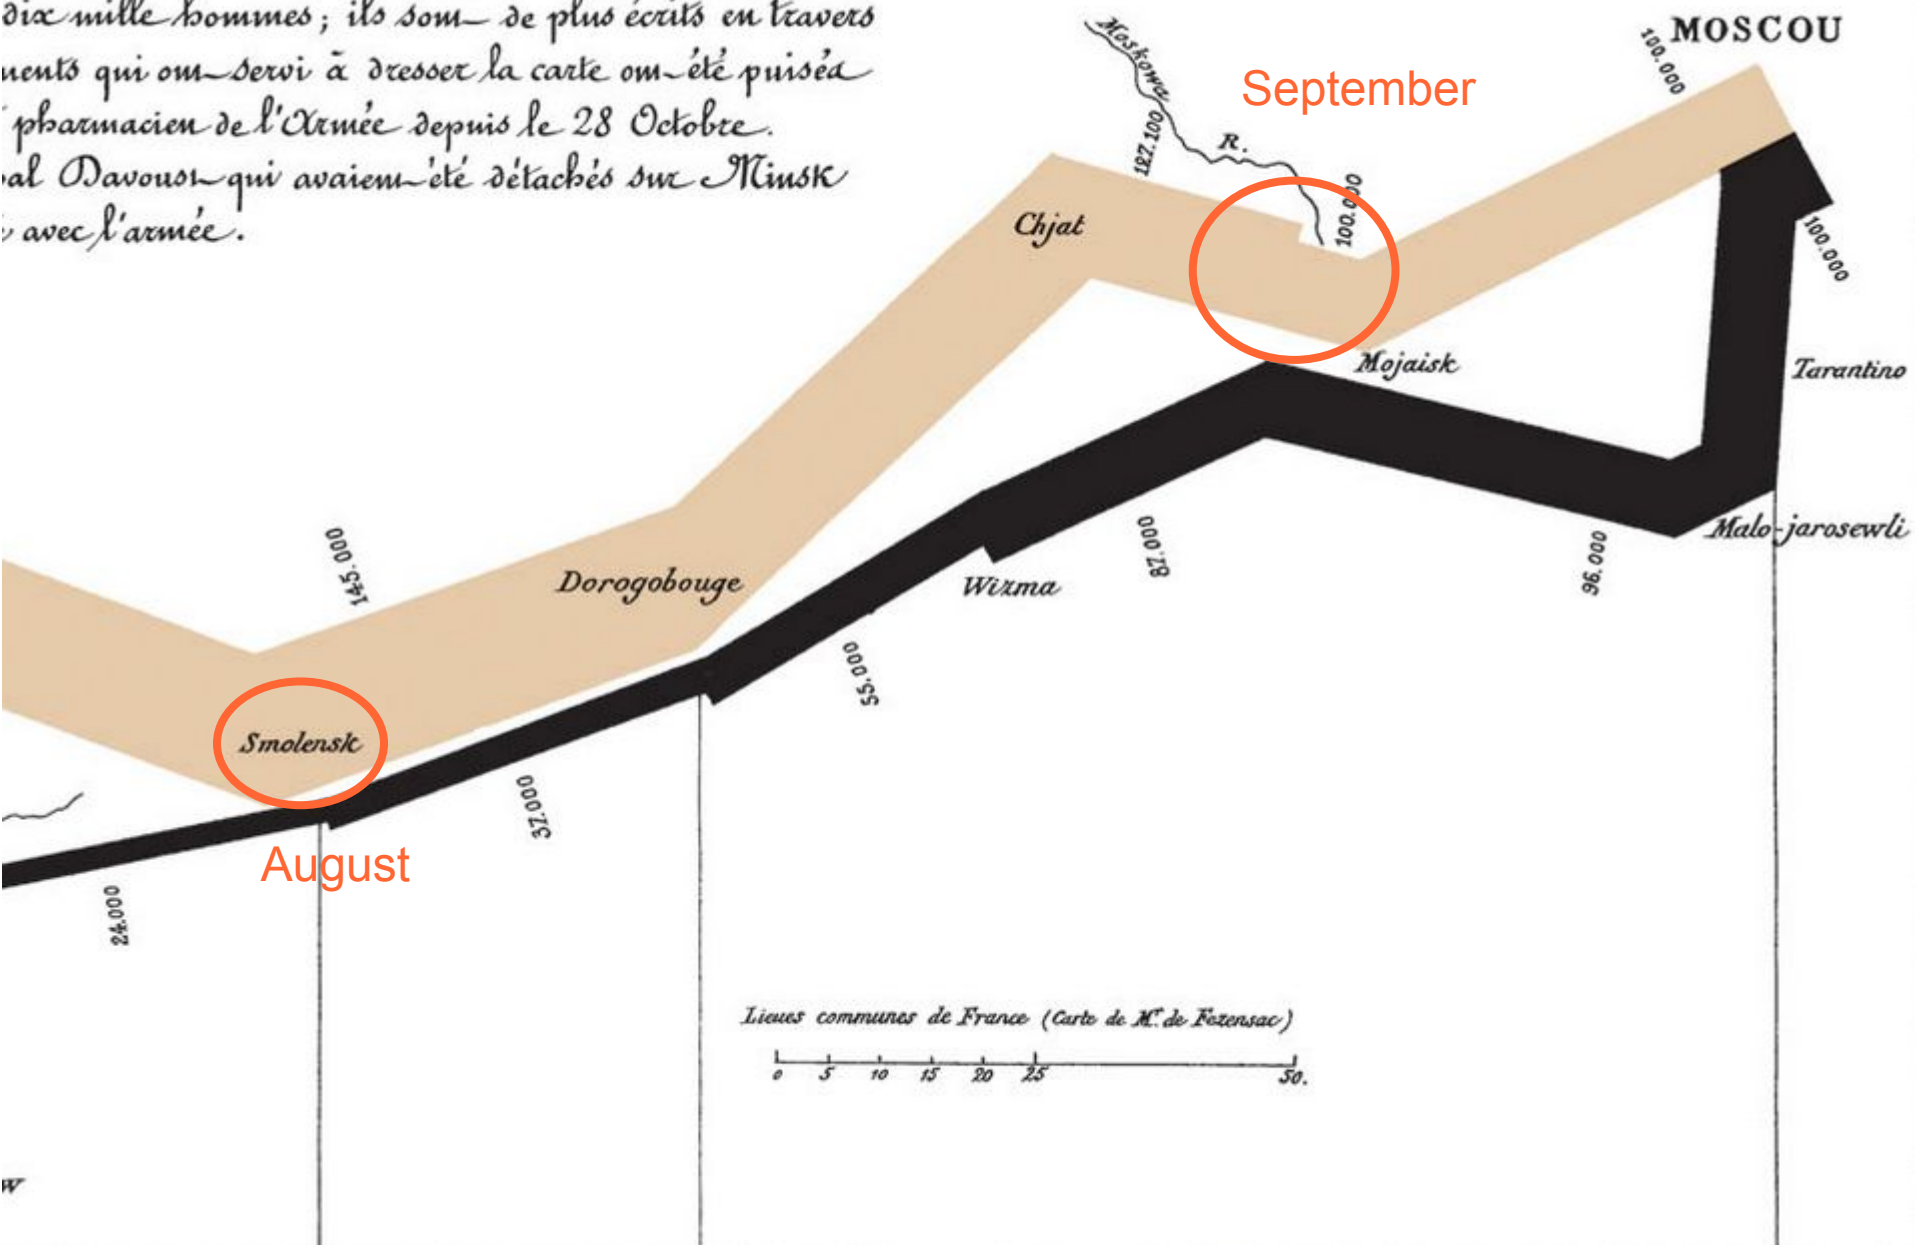 dix mille hommes; ils sont de plus écrits en travers
ments qui ont servi à dresser la carte ont été puisés
pharmacien de l'Armée depuis le 28 Octobre.
al Davoust qui avaient été détachés sur Minsk
avec l'armée.
Moskowa
R.
September
MOSCOU
100.000
127.100
100.000
Chjat
100.000
Mojaisk
Tarantino
Malo-jarosewli
145.000
Dorogobouge
Wizma
87.000
96.000
55.000
Smolensk
37.000
August
24.000
Lieues communes de France (Carte de Mr. de Fezensac)
0 5 10 15 20 25 50.
w